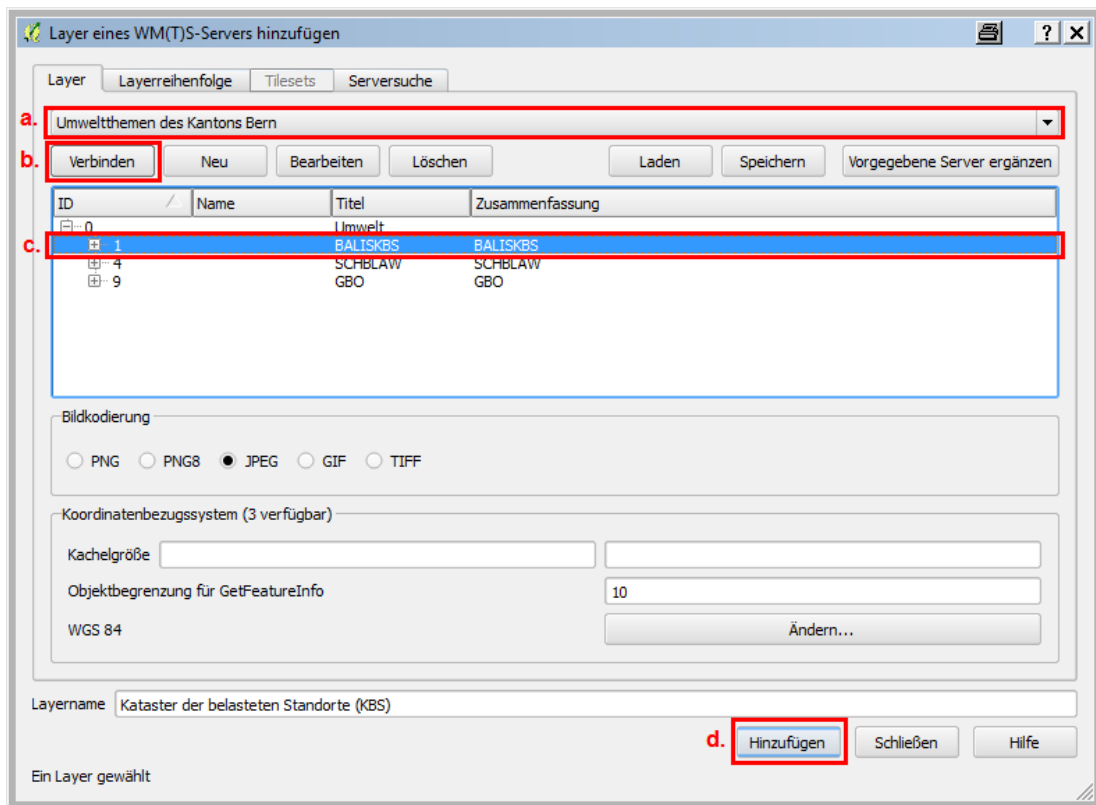 Layer eines WM(T)S-Servers hinzufügen ?
Layer Layerreihenfolge Tilesets Serversuche
a. Umweltthemen des Kantons Bern
b. Verbinden Neu Bearbeiten Löschen Laden Speichern Vorgegebene Server ergänzen
ID Name Titel Zusammenfassung
0 Umwelt
c. 1 BALISKBS BALISKBS
4 SCHBLAW SCHBLAW
9 GBO GBO
Bildkodierung
PNG PNG8 JPEG GIF TIFF
Koordinatenbezugssystem (3 verfügbar)
Kachelgröße
Objektbegrenzung für GetFeatureInfo 10
WGS 84 Ändern...
Layername Kataster der belasteten Standorte (KBS)
d. Hinzufügen Schließen Hilfe
Ein Layer gewählt